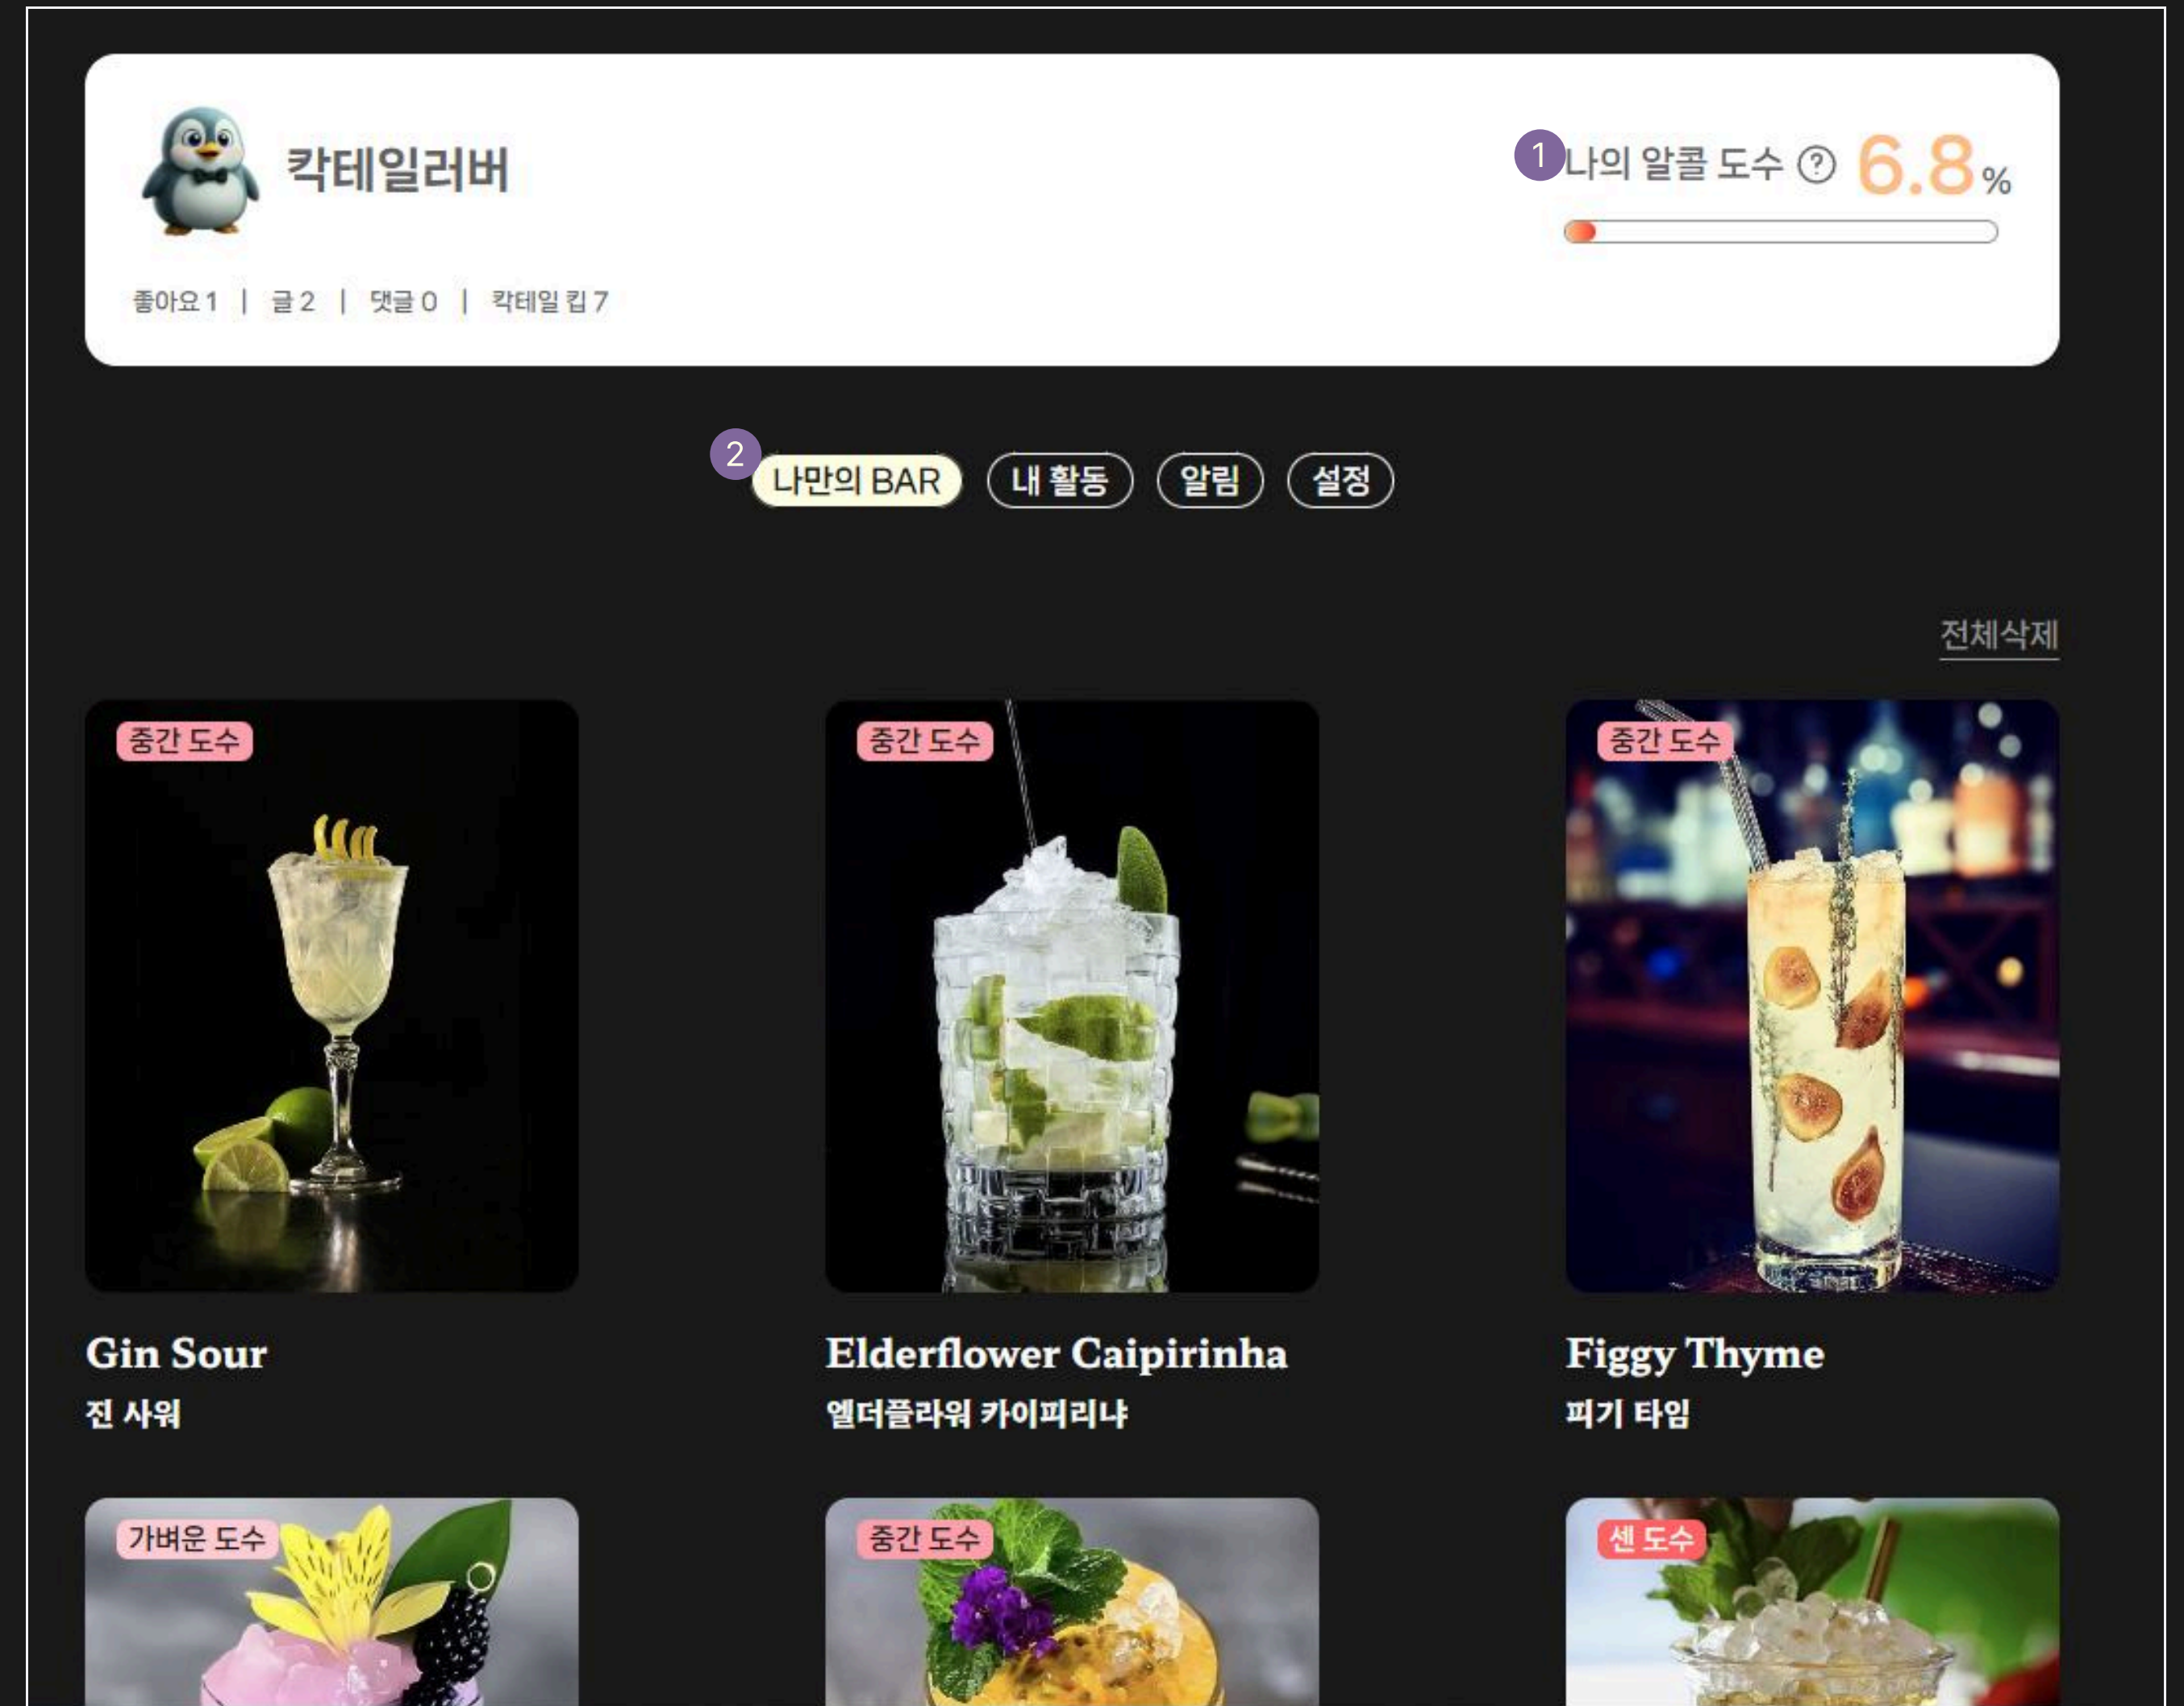 칵테일러버
1 나의 알콜 도수 ? 6.8 %
좋아요 1 | 글 2 | 댓글 0 | 칵테일 킵 7
2 나만의 BAR 내 활동 알림 설정
전체삭제
중간 도수 중간 도수 중간 도수
Gin Sour Elderflower Caipirinha Figgy Thyme
진 사워 엘더플라워 카이피리냐 피기 타임
가벼운 도수 중간 도수 센 도수